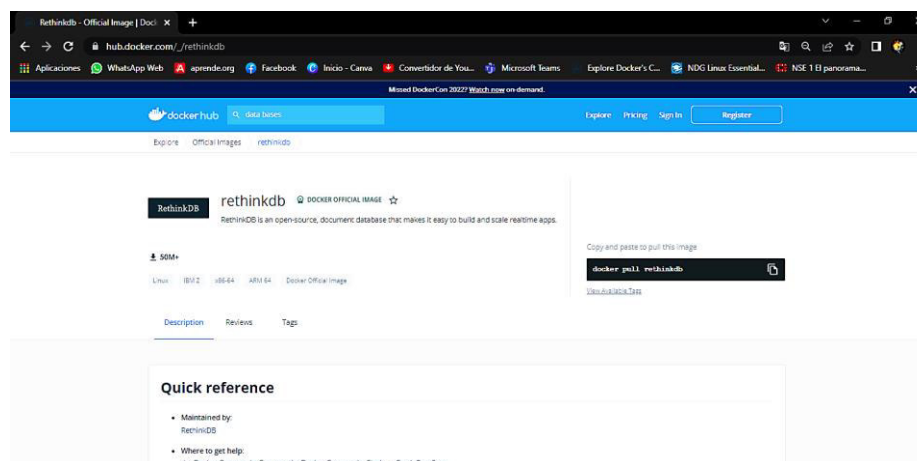 Rethinkdb - Official Image | Doc
hub.docker.com/_/rethinkdb
Aplicaciones WhatsApp Web aprende.org Facebook Inicio - Canva Convertidor de You... Microsoft Teams Explore Docker's C... NDG Linux Essential... NSE 1 El panorama...
Missed DockerCon 2022? Watch now on-demand.
dockerhub data bases Explore Pricing Sign In Register
Explore Official Images rethinkdb
RethinkDB
rethinkdb DOCKER OFFICIAL IMAGE
RethinkDB is an open-source, document database that makes it easy to build and scale realtime apps.
50M+
Linux IBM Z x86-64 ARM 64 Docker Official Image
Copy and paste to pull this image
docker pull rethinkdb
View Available Tags
Description Reviews Tags
Quick reference
Maintained by:
RethinkDB
Where to get help: